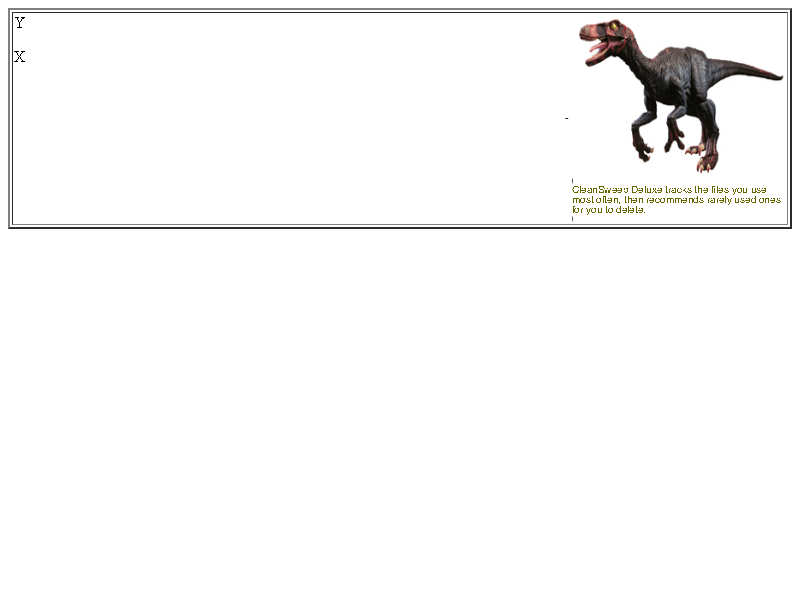 Y
X
CleanSweep Deluxe tracks the files you use
most often, then recommends rarely used ones
for you to delete.